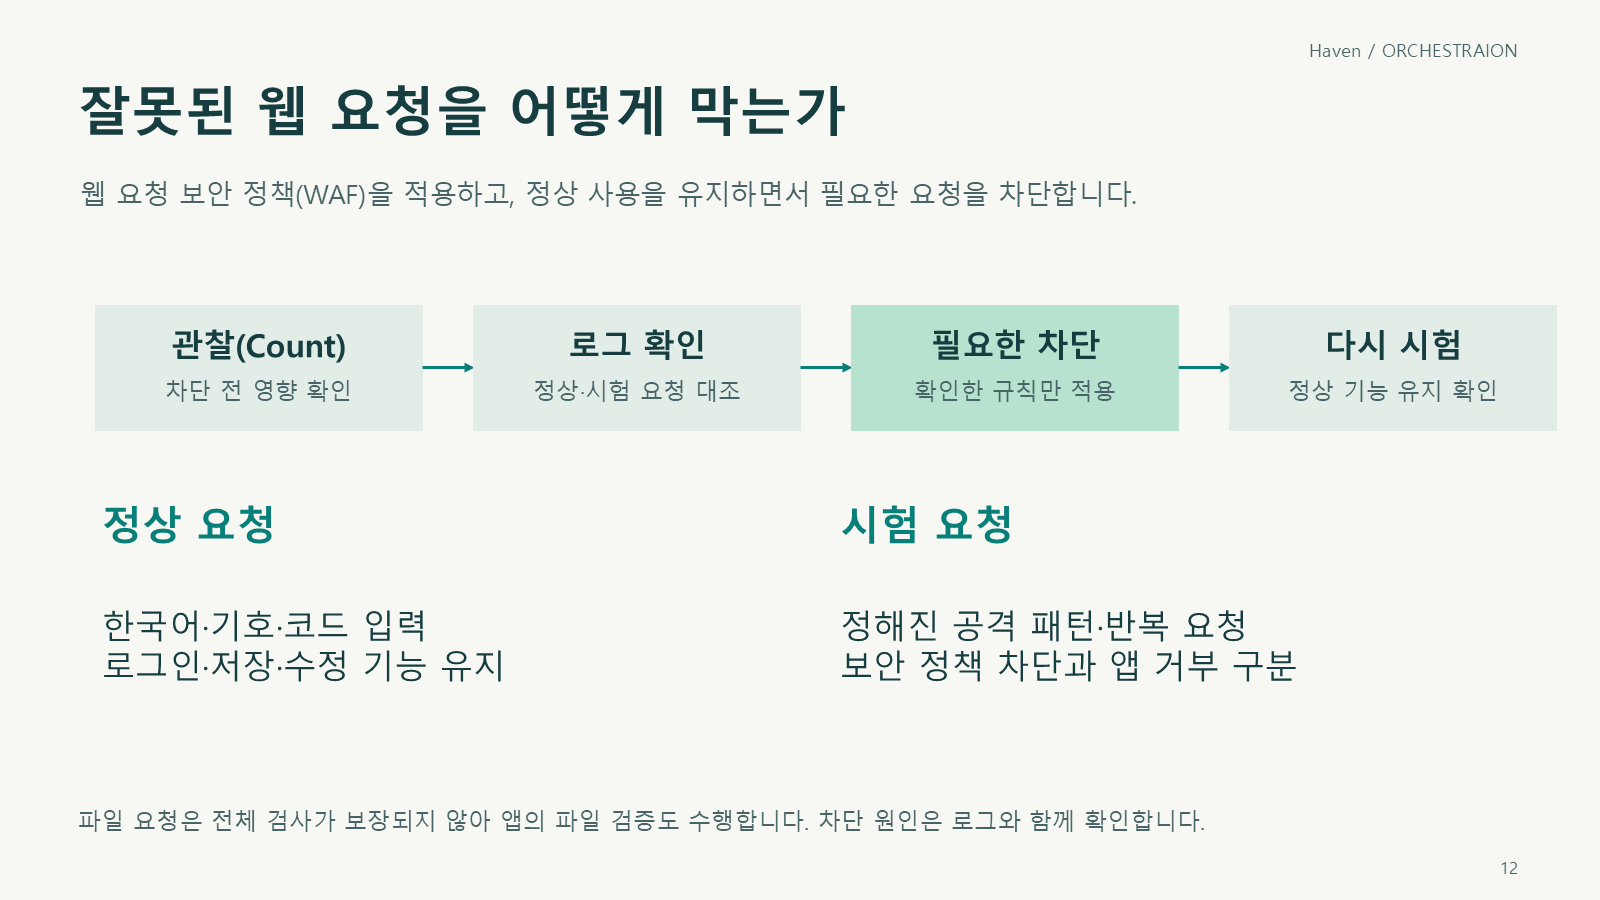 Haven / ORCHESTRAION
잘못된 웹 요청을 어떻게 막는가
웹 요청 보안 정책(WAF)을 적용하고, 정상 사용을 유지하면서 필요한 요청을 차단합니다.
관찰(Count)
차단 전 영향 확인
로그 확인
정상·시험 요청 대조
필요한 차단
확인한 규칙만 적용
다시 시험
정상 기능 유지 확인
정상 요청
한국어·기호·코드 입력
로그인·저장·수정 기능 유지
시험 요청
정해진 공격 패턴·반복 요청
보안 정책 차단과 앱 거부 구분
파일 요청은 전체 검사가 보장되지 않아 앱의 파일 검증도 수행합니다. 차단 원인은 로그와 함께 확인합니다.
12